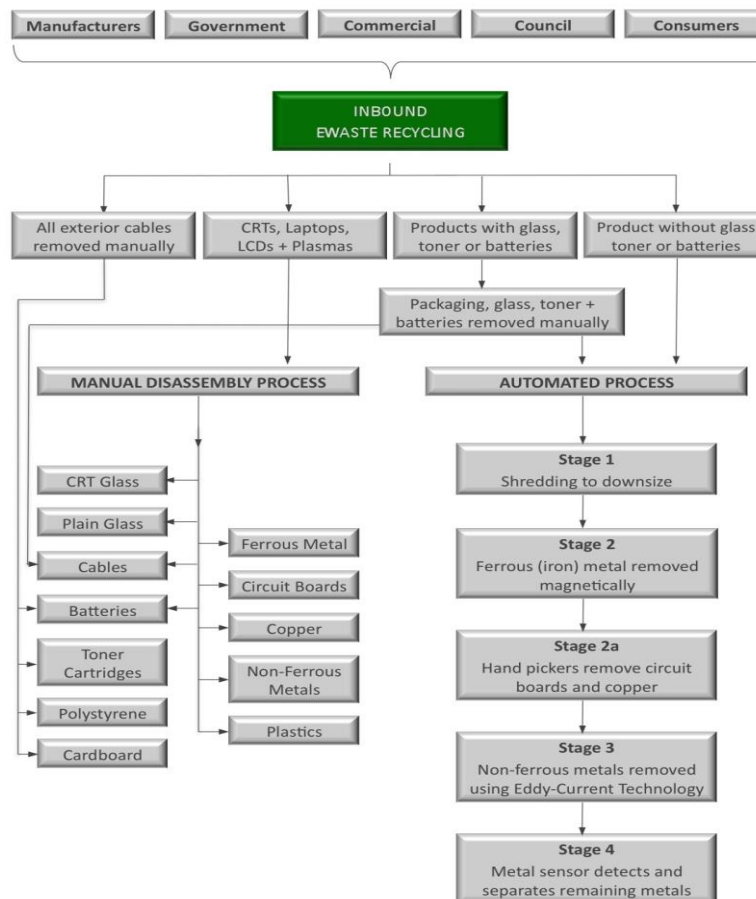 Manufacturers
Government
Commercial
Council
Consumers
INBOUND
EWASTE RECYCLING
All exterior cables
removed manually
CRTs, Laptops,
LCDs + Plasmas
Products with glass,
toner or batteries
Product without glass
toner or batteries
Packaging, glass, toner +
batteries removed manually
MANUAL DISASSEMBLY PROCESS
AUTOMATED PROCESS
CRT Glass
Plain Glass
Cables
Batteries
Toner
Cartridges
Polystyrene
Cardboard
Ferrous Metal
Circuit Boards
Copper
Non-Ferrous
Metals
Plastics
Stage 1
Shredding to downsize
Stage 2
Ferrous (iron) metal removed
magnetically
Stage 2a
Hand pickers remove circuit
boards and copper
Stage 3
Non-ferrous metals removed
using Eddy-Current Technology
Stage 4
Metal sensor detects and
separates remaining metals